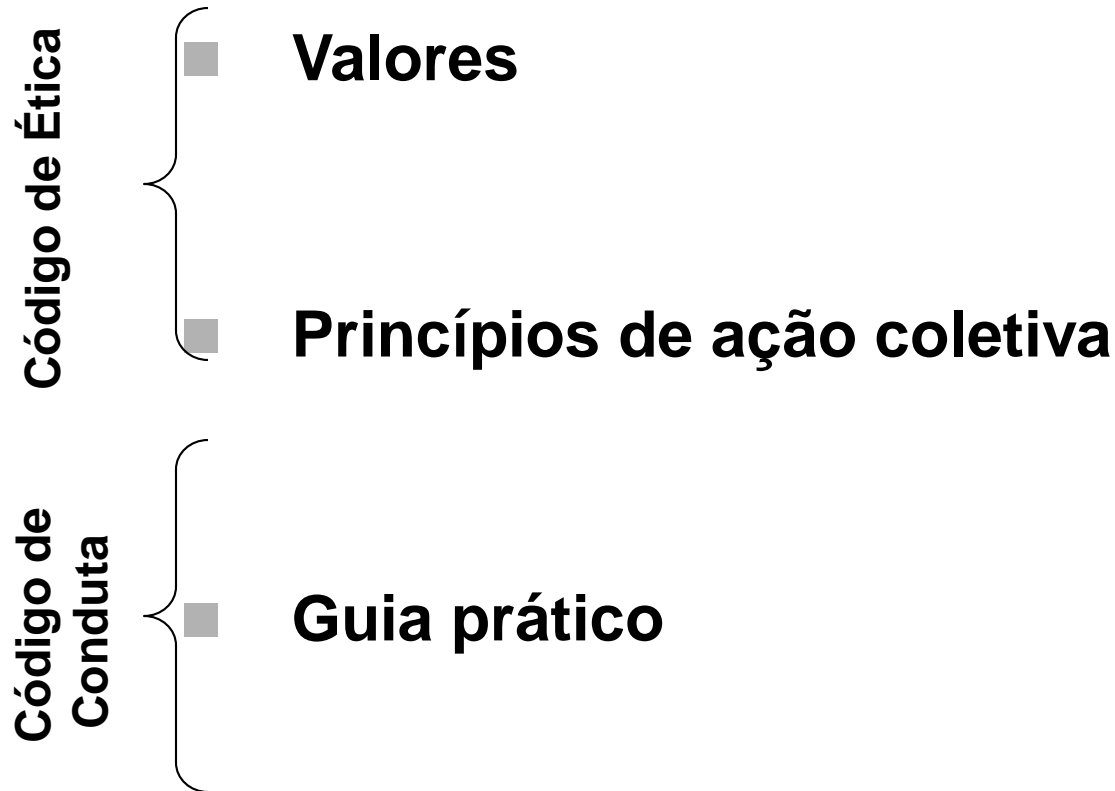 Código de Ética
Valores
Princípios de ação coletiva
Código de
Conduta
Guia prático